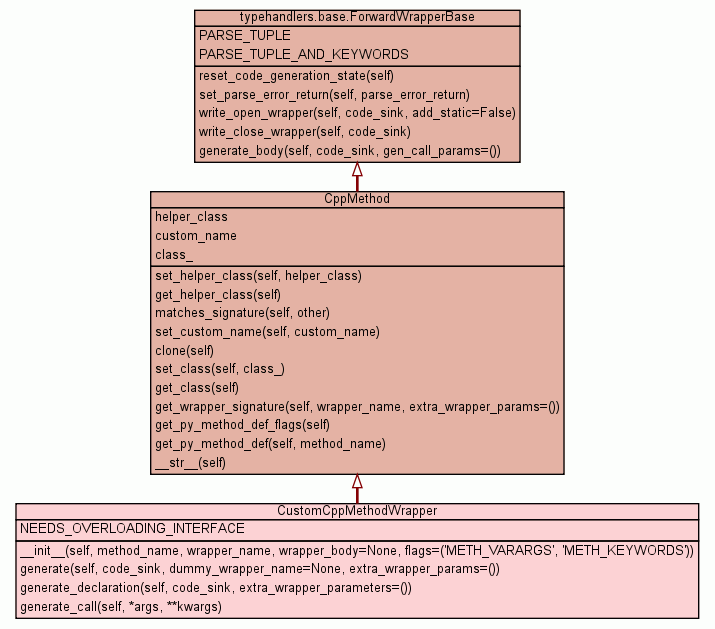 typehandlers.base.ForwardWrapperBase
PARSE_TUPLE
PARSE_TUPLE_AND_KEYWORDS
reset_code_generation_state(self)
set_parse_error_return(self, parse_error_return)
write_open_wrapper(self, code_sink, add_static=False)
write_close_wrapper(self, code_sink)
generate_body(self, code_sink, gen_call_params=())
CppMethod
helper_class
custom_name
class_
set_helper_class(self, helper_class)
get_helper_class(self)
matches_signature(self, other)
set_custom_name(self, custom_name)
clone(self)
set_class(self, class_)
get_class(self)
get_wrapper_signature(self, wrapper_name, extra_wrapper_params=())
get_py_method_def_flags(self)
get_py_method_def(self, method_name)
__str__(self)
CustomCppMethodWrapper
NEEDS_OVERLOADING_INTERFACE
__init__(self, method_name, wrapper_name, wrapper_body=None, flags=('METH_VARARGS', 'METH_KEYWORDS'))
generate(self, code_sink, dummy_wrapper_name=None, extra_wrapper_params=())
generate_declaration(self, code_sink, extra_wrapper_parameters=())
generate_call(self, *args, **kwargs)